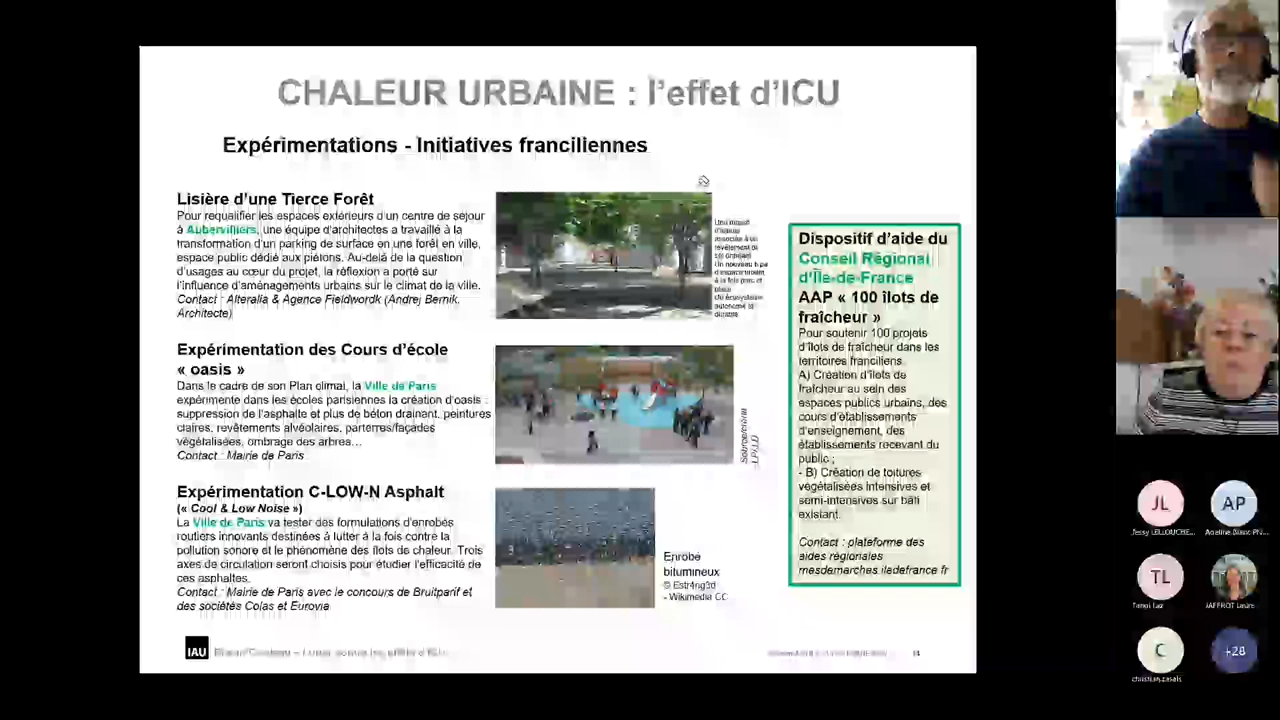 CHALEUR URBAINE : l'effet d'ICU
Expérimentations - Initiatives franciliennes
Lisière d'une Tierce Forêt
Pour requalifier les espaces extérieurs d'un centre de séjour
à Aubervilliers, une équipe d'architectes a travaillé à la
transformation d'un parking de surface en une forêt en ville,
espace public dédié aux piétons. Au-delà de la question
d'usages au cœur du projet, la réflexion a porté sur
l'influence d'aménagements urbains sur le climat de la ville.
Contact : Alteralia & Agence Fieldwordk (Andrej Bernik,
Architecte)
Expérimentation des Cours d'école
« oasis »
Dans le cadre de son Plan climat, la Ville de Paris
expérimente dans les écoles parisiennes la création d'oasis :
suppression de l'asphalte et plus de béton drainant, peintures
claires, revêtements alvéolaires, parterres/façades
végétalisées, ombrage des arbres…
Contact : Mairie de Paris
Expérimentation C-LOW-N Asphalt
(« Cool & Low Noise »)
La Ville de Paris va tester des formulations d'enrobés
routiers innovants destinées à lutter à la fois contre la
pollution sonore et le phénomène des îlots de chaleur. Trois
axes de circulation seront choisis pour étudier l'efficacité de
ces asphaltes.
Contact : Mairie de Paris avec le concours de Bruitparif et
des sociétés Colas et Eurovia
Enrobé
bitumineux
© Estr4ng3d
- Wikimedia CC
Dispositif d'aide du
Conseil Régional
d'Île-de-France
AAP « 100 îlots de
fraîcheur »
Pour soutenir 100 projets
d'îlots de fraîcheur dans les
territoires franciliens
A) Création d'îlots de
fraîcheur au sein des
espaces publics urbains, des
cours d'établissements
d'enseignement, des
établissements recevant du
public ;
- B) Création de toitures
végétalisées intensives et
semi-intensives sur bâti
existant.
Contact : plateforme des
aides régionales
mesdemarches.iledefrance.fr
IAU
JL
AP
TL
JAFFROT Laure
C
+28